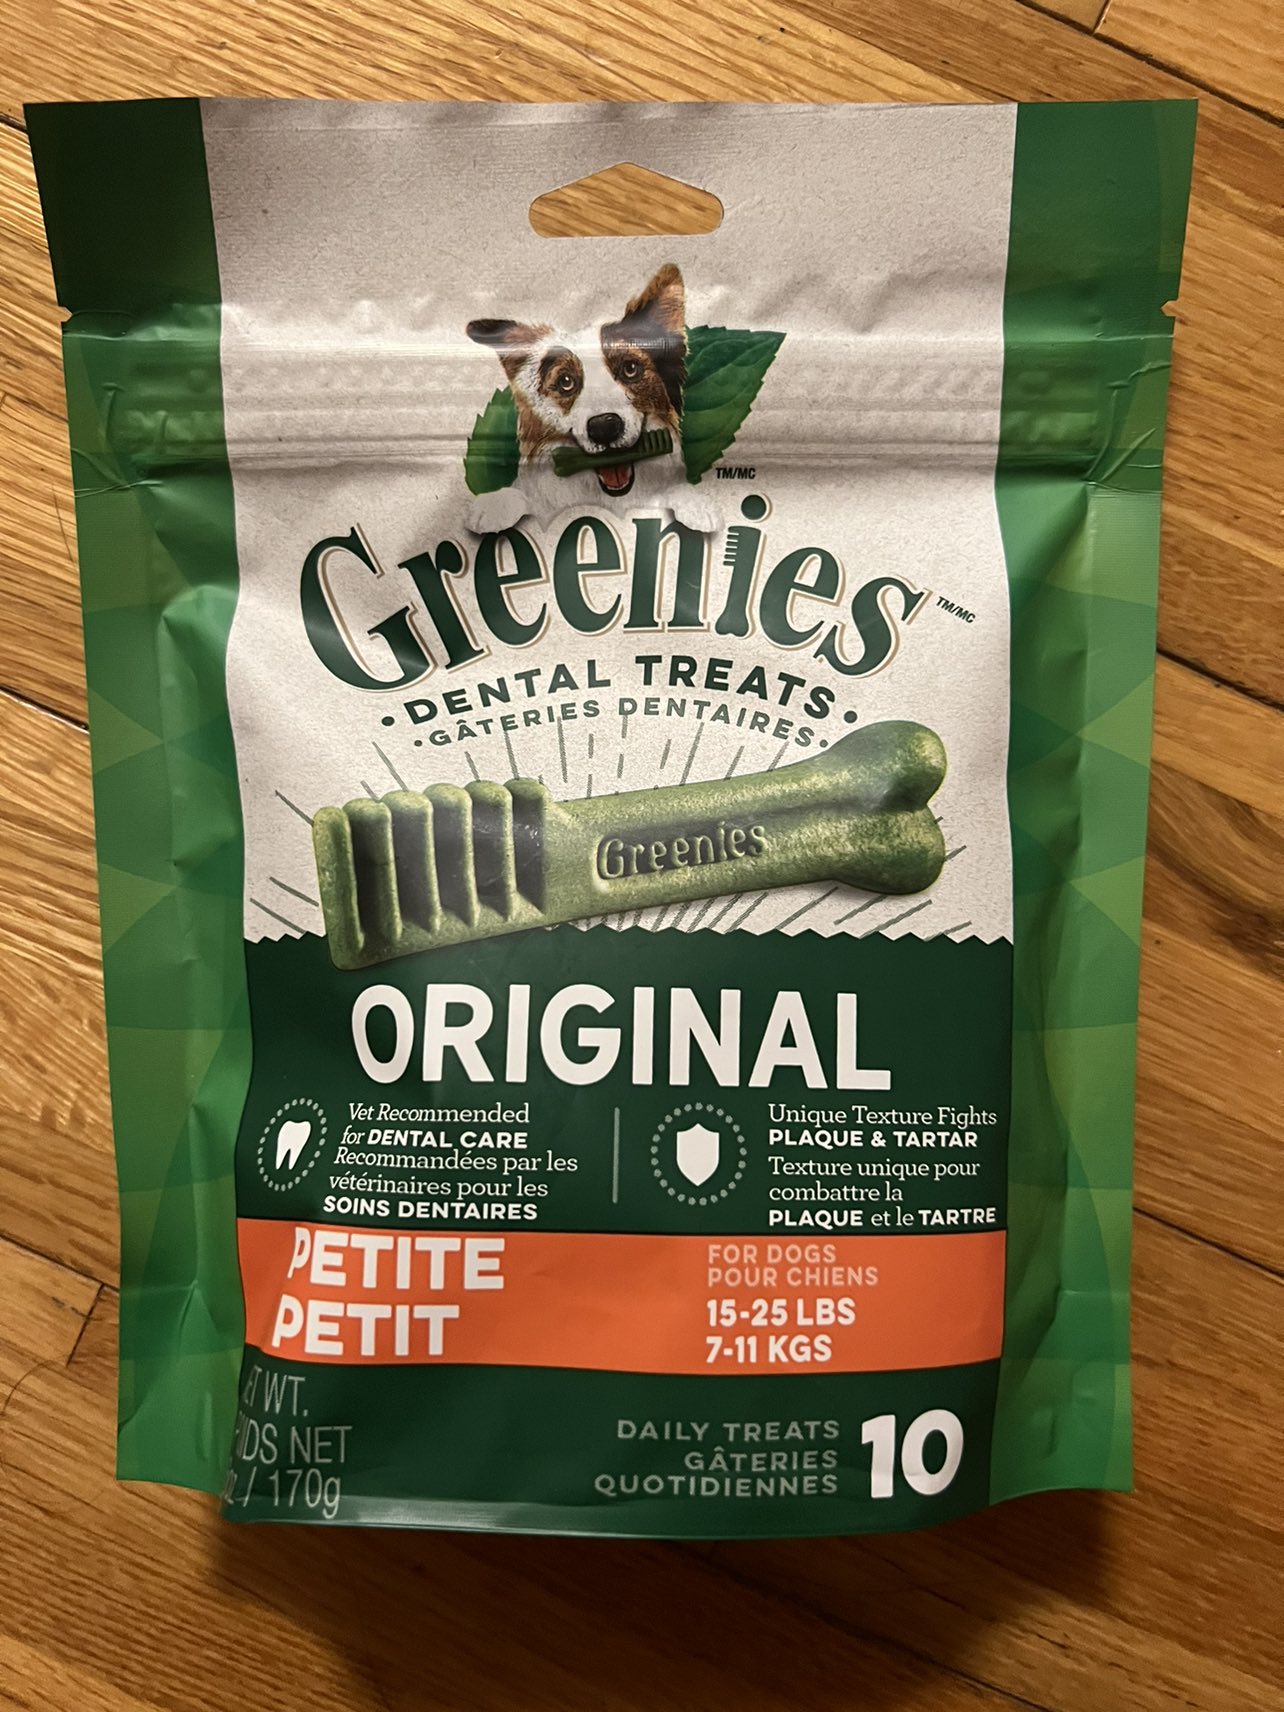 TM/MC
Greenies TM/MC
• DENTAL TREATS •
• GÂTERIES DENTAIRES •
Greenies
ORIGINAL
Vet Recommended
for DENTAL CARE
Recommandées par les
vétérinaires pour les
SOINS DENTAIRES
Unique Texture Fights
PLAQUE & TARTAR
Texture unique pour
combattre la
PLAQUE et le TARTRE
PETITE
PETIT
FOR DOGS
POUR CHIENS
15-25 LBS
7-11 KGS
WT.
NET
/ 170g
DAILY TREATS
GÂTERIES
QUOTIDIENNES
10